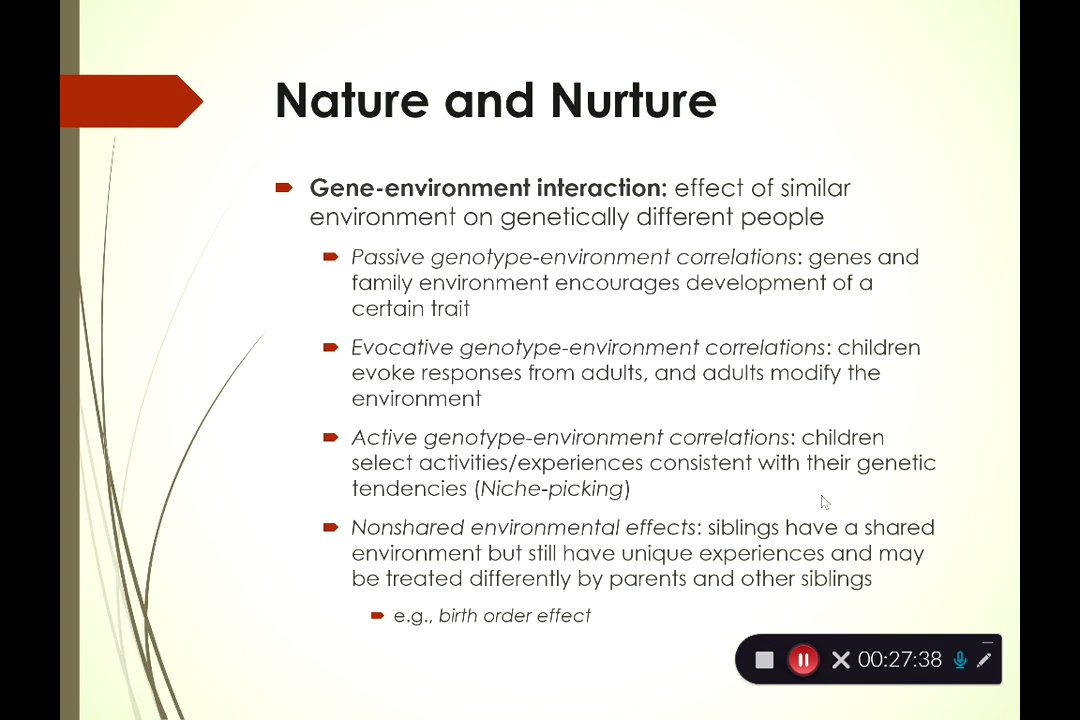 Nature and Nurture
Gene-environment interaction: effect of similar
environment on genetically different people
Passive genotype-environment correlations: genes and
family environment encourages development of a
certain trait
Evocative genotype-environment correlations: children
evoke responses from adults, and adults modify the
environment
Active genotype-environment correlations: children
select activities/experiences consistent with their genetic
tendencies (Niche-picking)
Nonshared environmental effects: siblings have a shared
environment but still have unique experiences and may
be treated differently by parents and other siblings
e.g., birth order effect
00:27:38